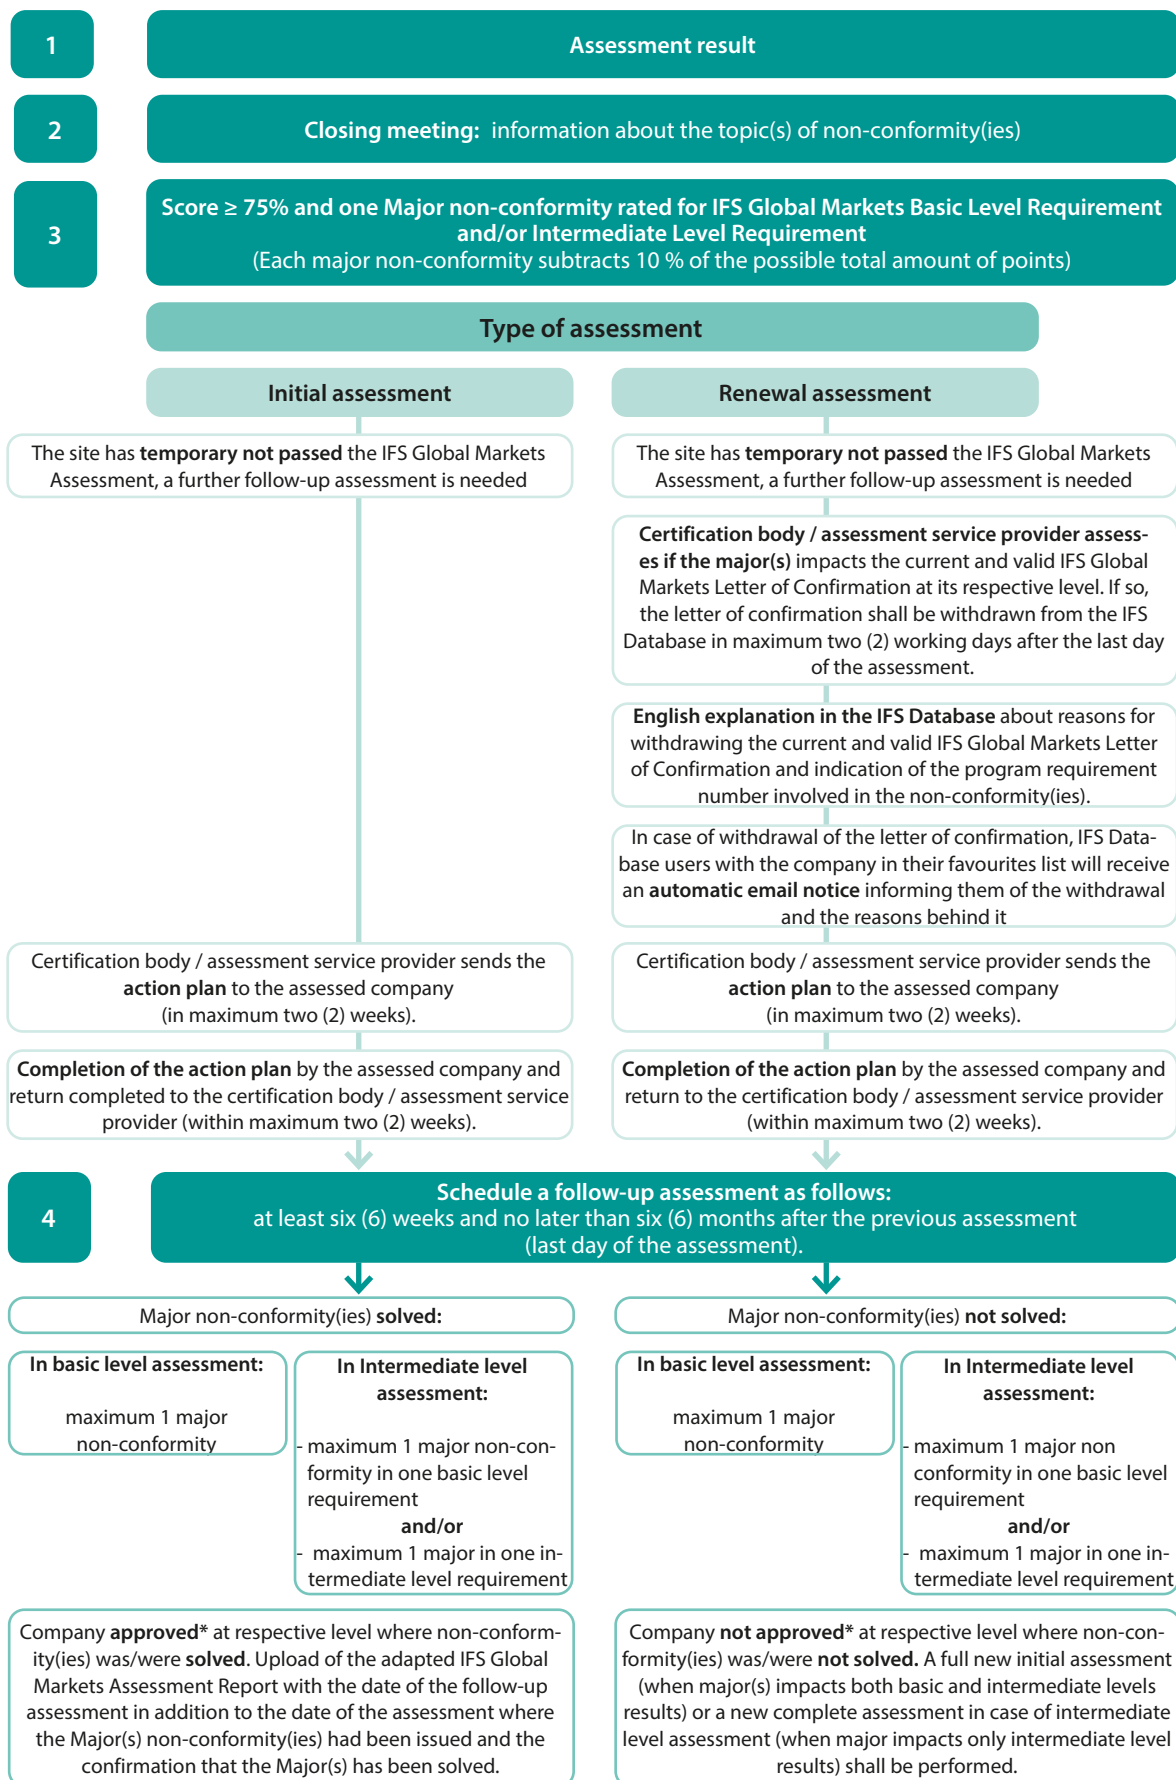 1
Assessment result
2
Closing meeting: information about the topic(s) of non-conformity(ies)
3
Score ≥ 75% and one Major non-conformity rated for IFS Global Markets Basic Level Requirement
and/or Intermediate Level Requirement
(Each major non-conformity subtracts 10 % of the possible total amount of points)
Type of assessment
Initial assessment
The site has temporary not passed the IFS Global Markets
Assessment, a further follow-up assessment is needed
Certification body / assessment service provider sends the
action plan to the assessed company
(in maximum two (2) weeks).
Completion of the action plan by the assessed company and
return completed to the certification body / assessment service
provider (within maximum two (2) weeks).
Renewal assessment
The site has temporary not passed the IFS Global Markets
Assessment, a further follow-up assessment is needed
Certification body / assessment service provider assess-
es if the major(s) impacts the current and valid IFS Global
Markets Letter of Confirmation at its respective level. If so,
the letter of confirmation shall be withdrawn from the IFS
Database in maximum two (2) working days after the last day
of the assessment.
English explanation in the IFS Database about reasons for
withdrawing the current and valid IFS Global Markets Letter
of Confirmation and indication of the program requirement
number involved in the non-conformity(ies).
In case of withdrawal of the letter of confirmation, IFS Data-
base users with the company in their favourites list will receive
an automatic email notice informing them of the withdrawal
and the reasons behind it
Certification body / assessment service provider sends the
action plan to the assessed company
(in maximum two (2) weeks).
Completion of the action plan by the assessed company and
return to the certification body / assessment service provider
(within maximum two (2) weeks).
4
Schedule a follow-up assessment as follows:
at least six (6) weeks and no later than six (6) months after the previous assessment
(last day of the assessment).
Major non-conformity(ies) solved:
In basic level assessment:
maximum 1 major
non-conformity
In Intermediate level
assessment:
- maximum 1 major non-con-
formity in one basic level
requirement
and/or
- maximum 1 major in one in-
termediate level requirement
Company approved* at respective level where non-conform-
ity(ies) was/were solved. Upload of the adapted IFS Global
Markets Assessment Report with the date of the follow-up
assessment in addition to the date of the assessment where
the Major(s) non-conformity(ies) had been issued and the
confirmation that the Major(s) has been solved.
Major non-conformity(ies) not solved:
In basic level assessment:
maximum 1 major
non-conformity
In Intermediate level
assessment:
- maximum 1 major non
conformity in one basic level
requirement
and/or
- maximum 1 major in one in-
termediate level requirement
Company not approved* at respective level where non-con-
formity(ies) was/were not solved. A full new initial assessment
(when major(s) impacts both basic and intermediate levels
results) or a new complete assessment in case of intermediate
level assessment (when major impacts only intermediate level
results) shall be performed.